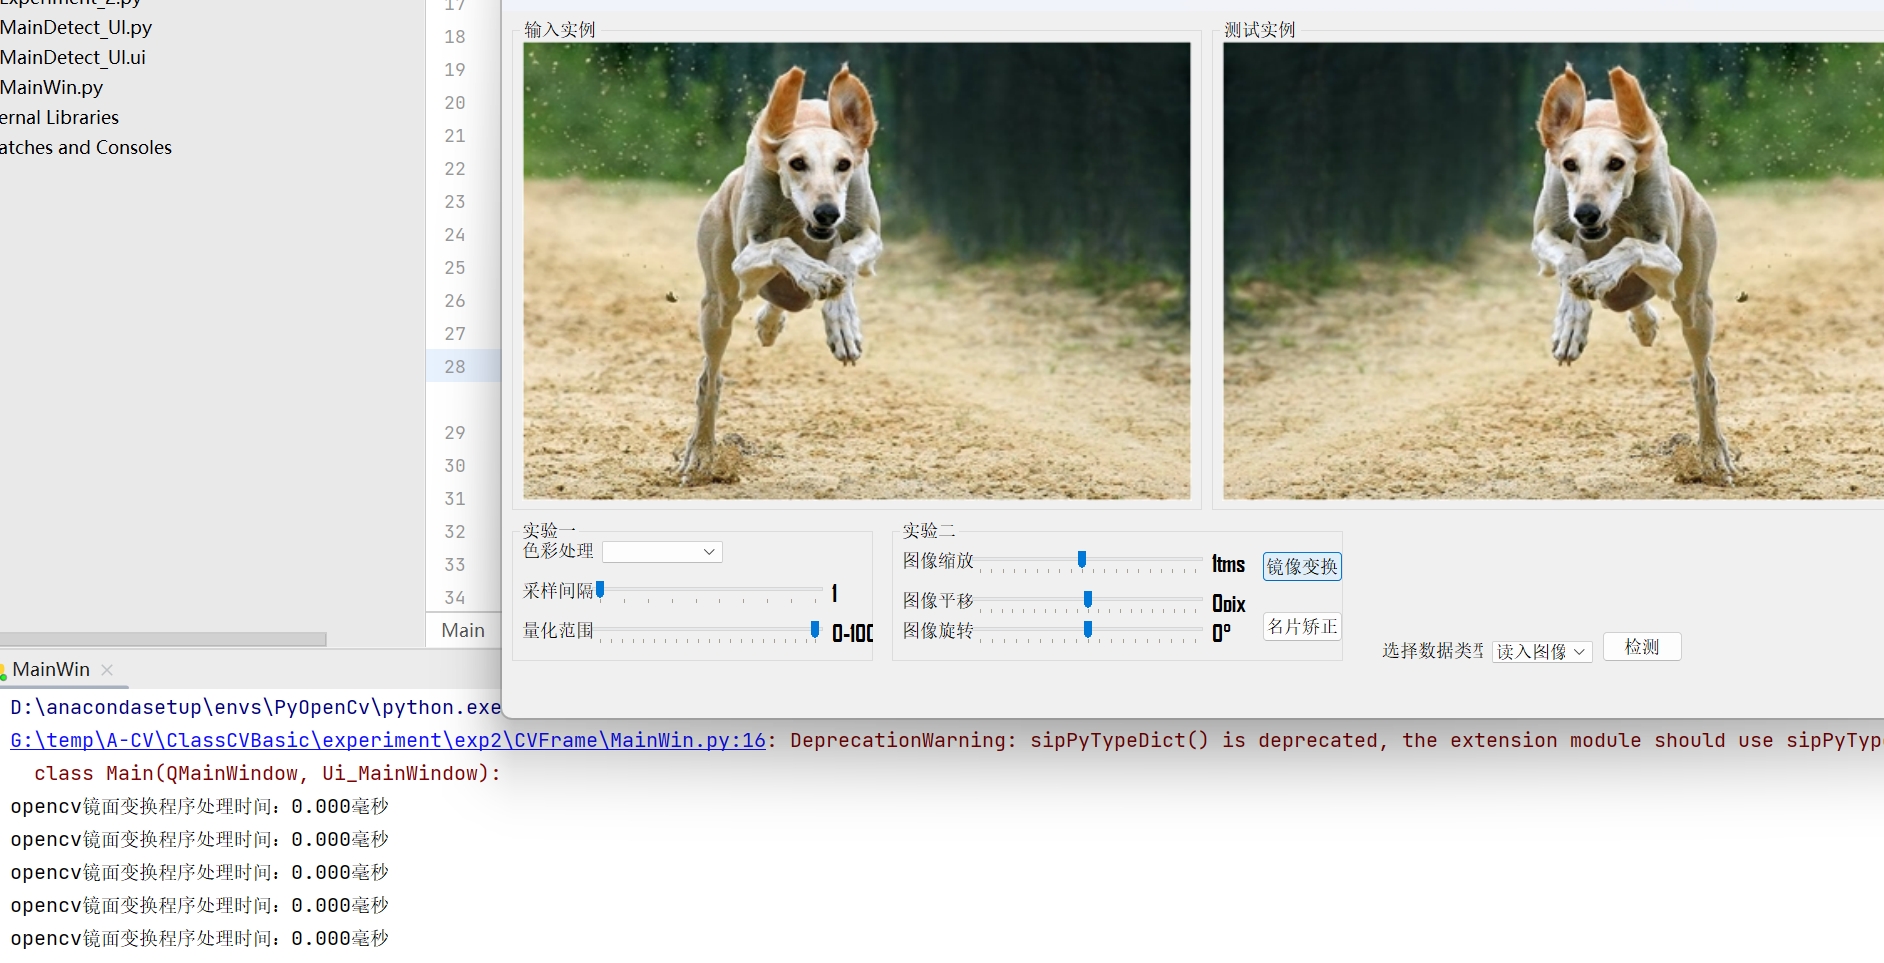 MainDetect_UI.py
MainDetect_UI.ui
MainWin.py
ernal Libraries
atches and Consoles
17
18
19
20
21
22
23
24
25
26
27
28
29
30
31
32
33
34
Main
输入实例
测试实例
实验一
色彩处理
采样间隔 1
量化范围 0-100
实验二
图像缩放 1tms 镜像变换
图像平移 0pix
图像旋转 0° 名片矫正
选择数据类型 读入图像 检测
MainWin ×
D:\anacondasetup\envs\PyOpenCv\python.exe
G:\temp\A-CV\ClassCVBasic\experiment\exp2\CVFrame\MainWin.py:16: DeprecationWarning: sipPyTypeDict() is deprecated, the extension module should use sipPyType
class Main(QMainWindow, Ui_MainWindow):
opencv镜面变换程序处理时间：0.000毫秒
opencv镜面变换程序处理时间：0.000毫秒
opencv镜面变换程序处理时间：0.000毫秒
opencv镜面变换程序处理时间：0.000毫秒
opencv镜面变换程序处理时间：0.000毫秒